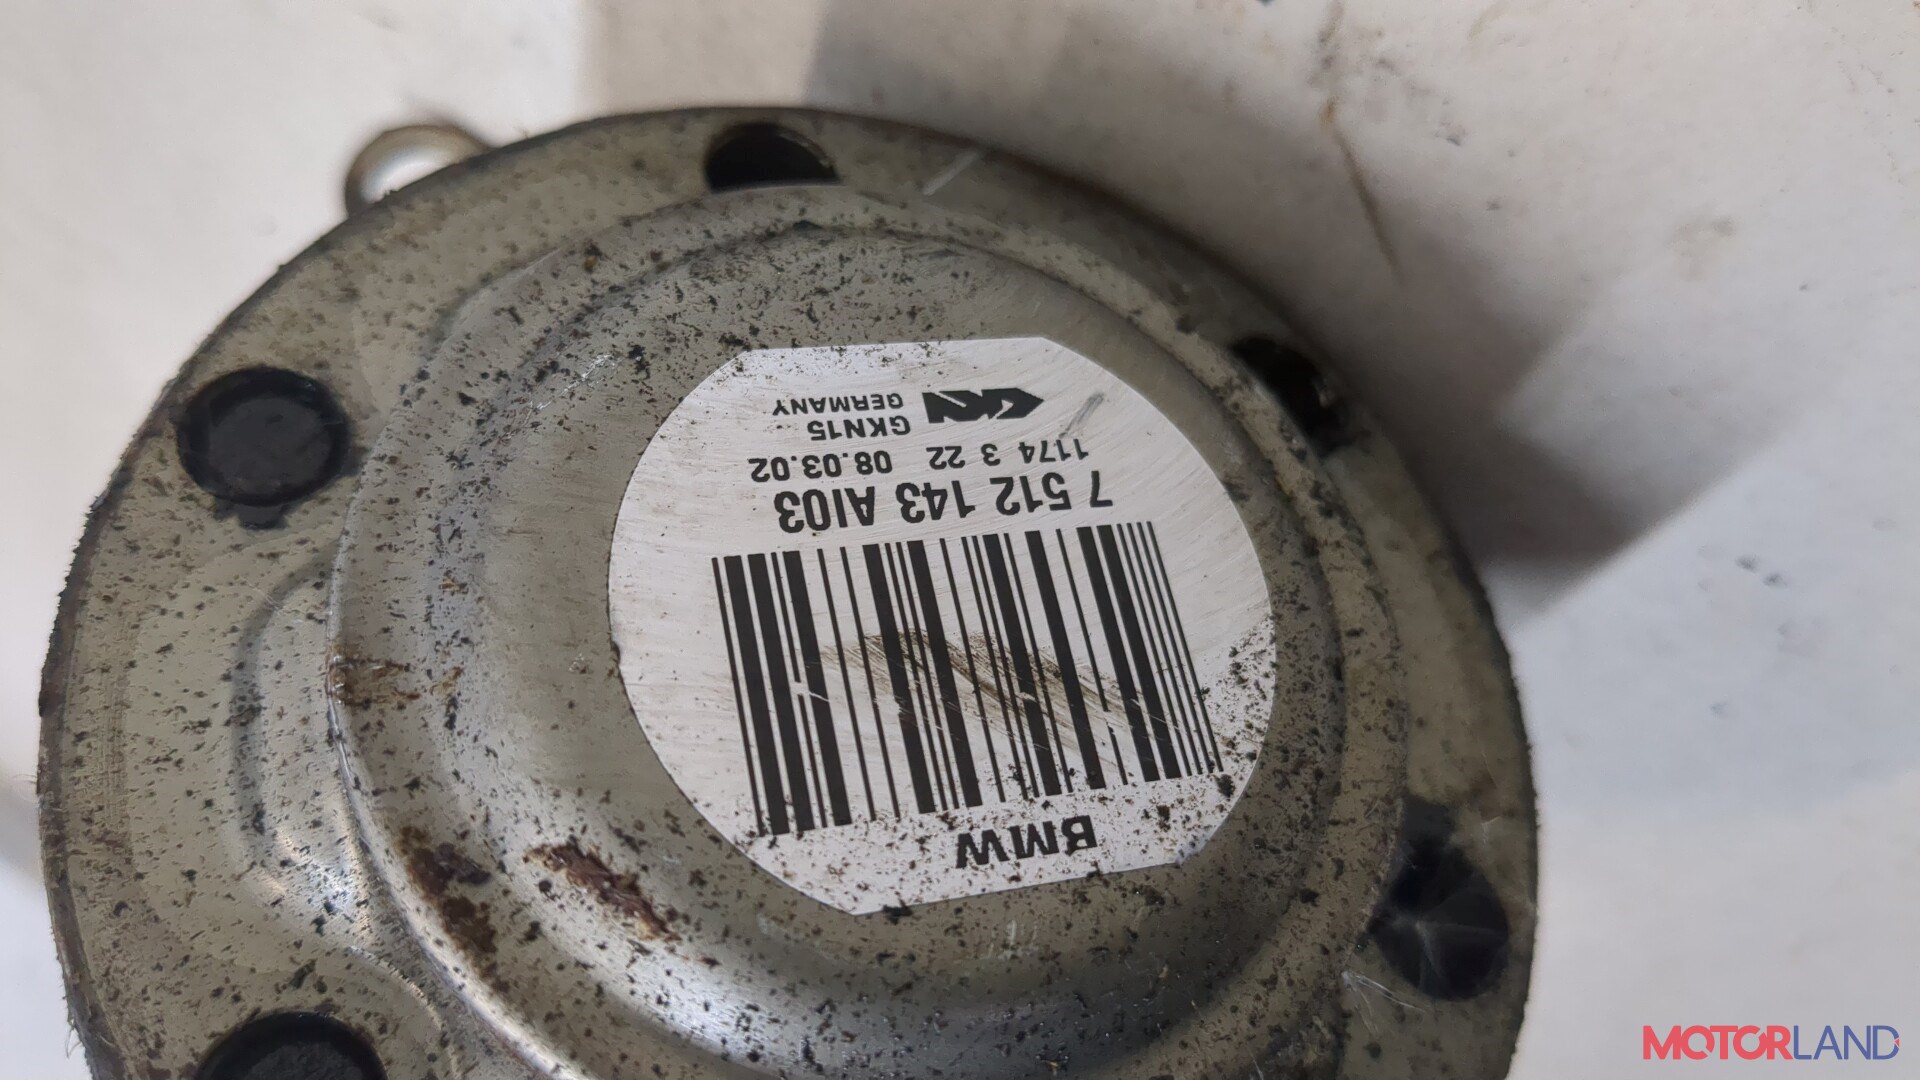 BMW
7 512 143 AI03
1174 3 22 08.03.02
GKN15
GKN GERMANY
MOTORLAND